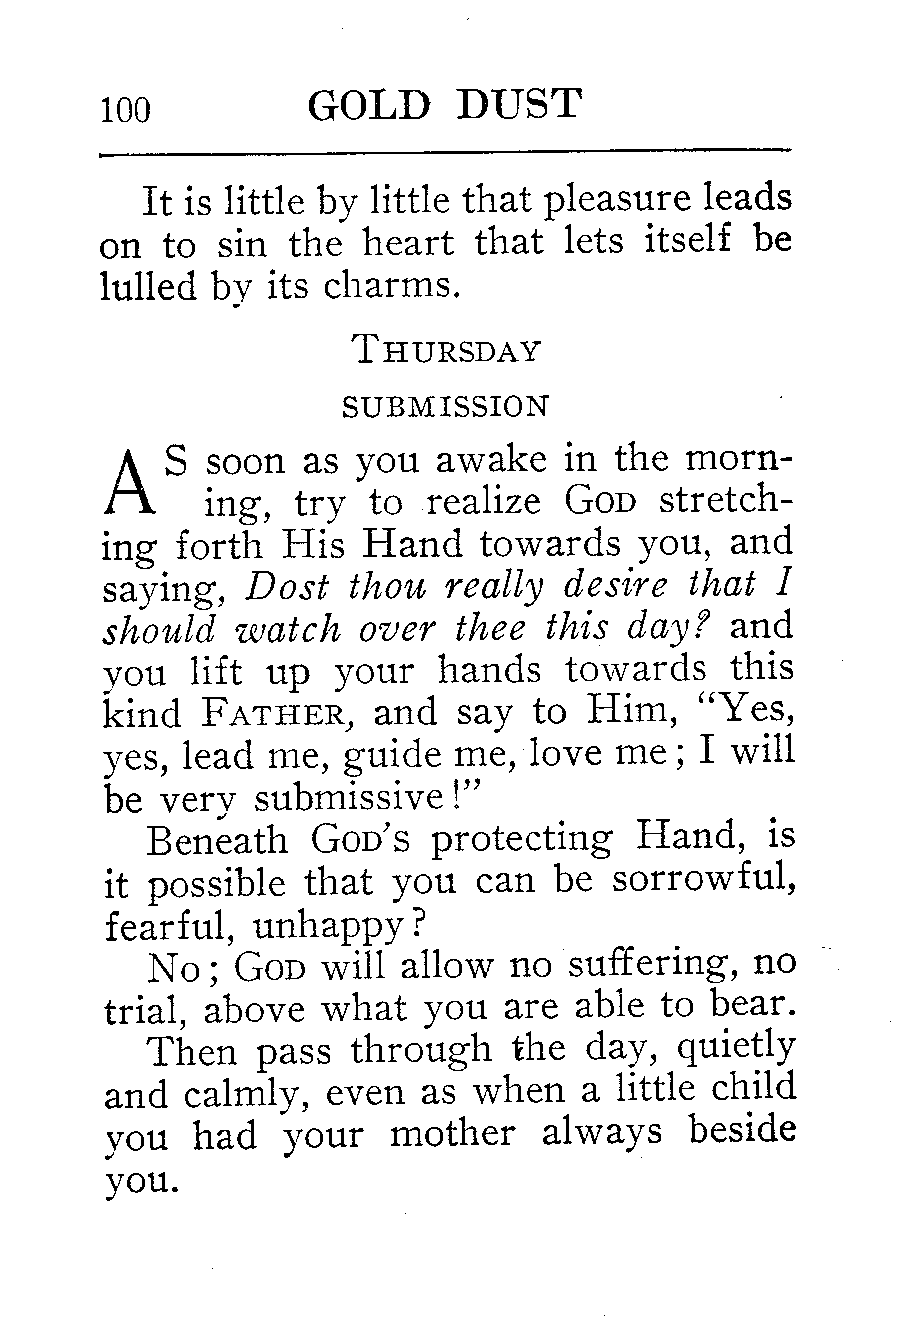 100 GOLD DUST
It is little by little that pleasure leads
on to sin the heart that lets itself be
lulled by its charms.
THURSDAY
SUBMISSION
AS soon as you awake in the morn-
ing, try to realize GOD stretch-
ing forth His Hand towards you, and
saying, Dost thou really desire that I
should watch over thee this day? and
you lift up your hands towards this
kind FATHER, and say to Him, “Yes,
yes, lead me, guide me, love me; I will
be very submissive!”
Beneath GOD’S protecting Hand, is
it possible that you can be sorrowful,
fearful, unhappy?
No; GOD will allow no suffering, no
trial, above what you are able to bear.
Then pass through the day, quietly
and calmly, even as when a little child
you had your mother always beside
you.